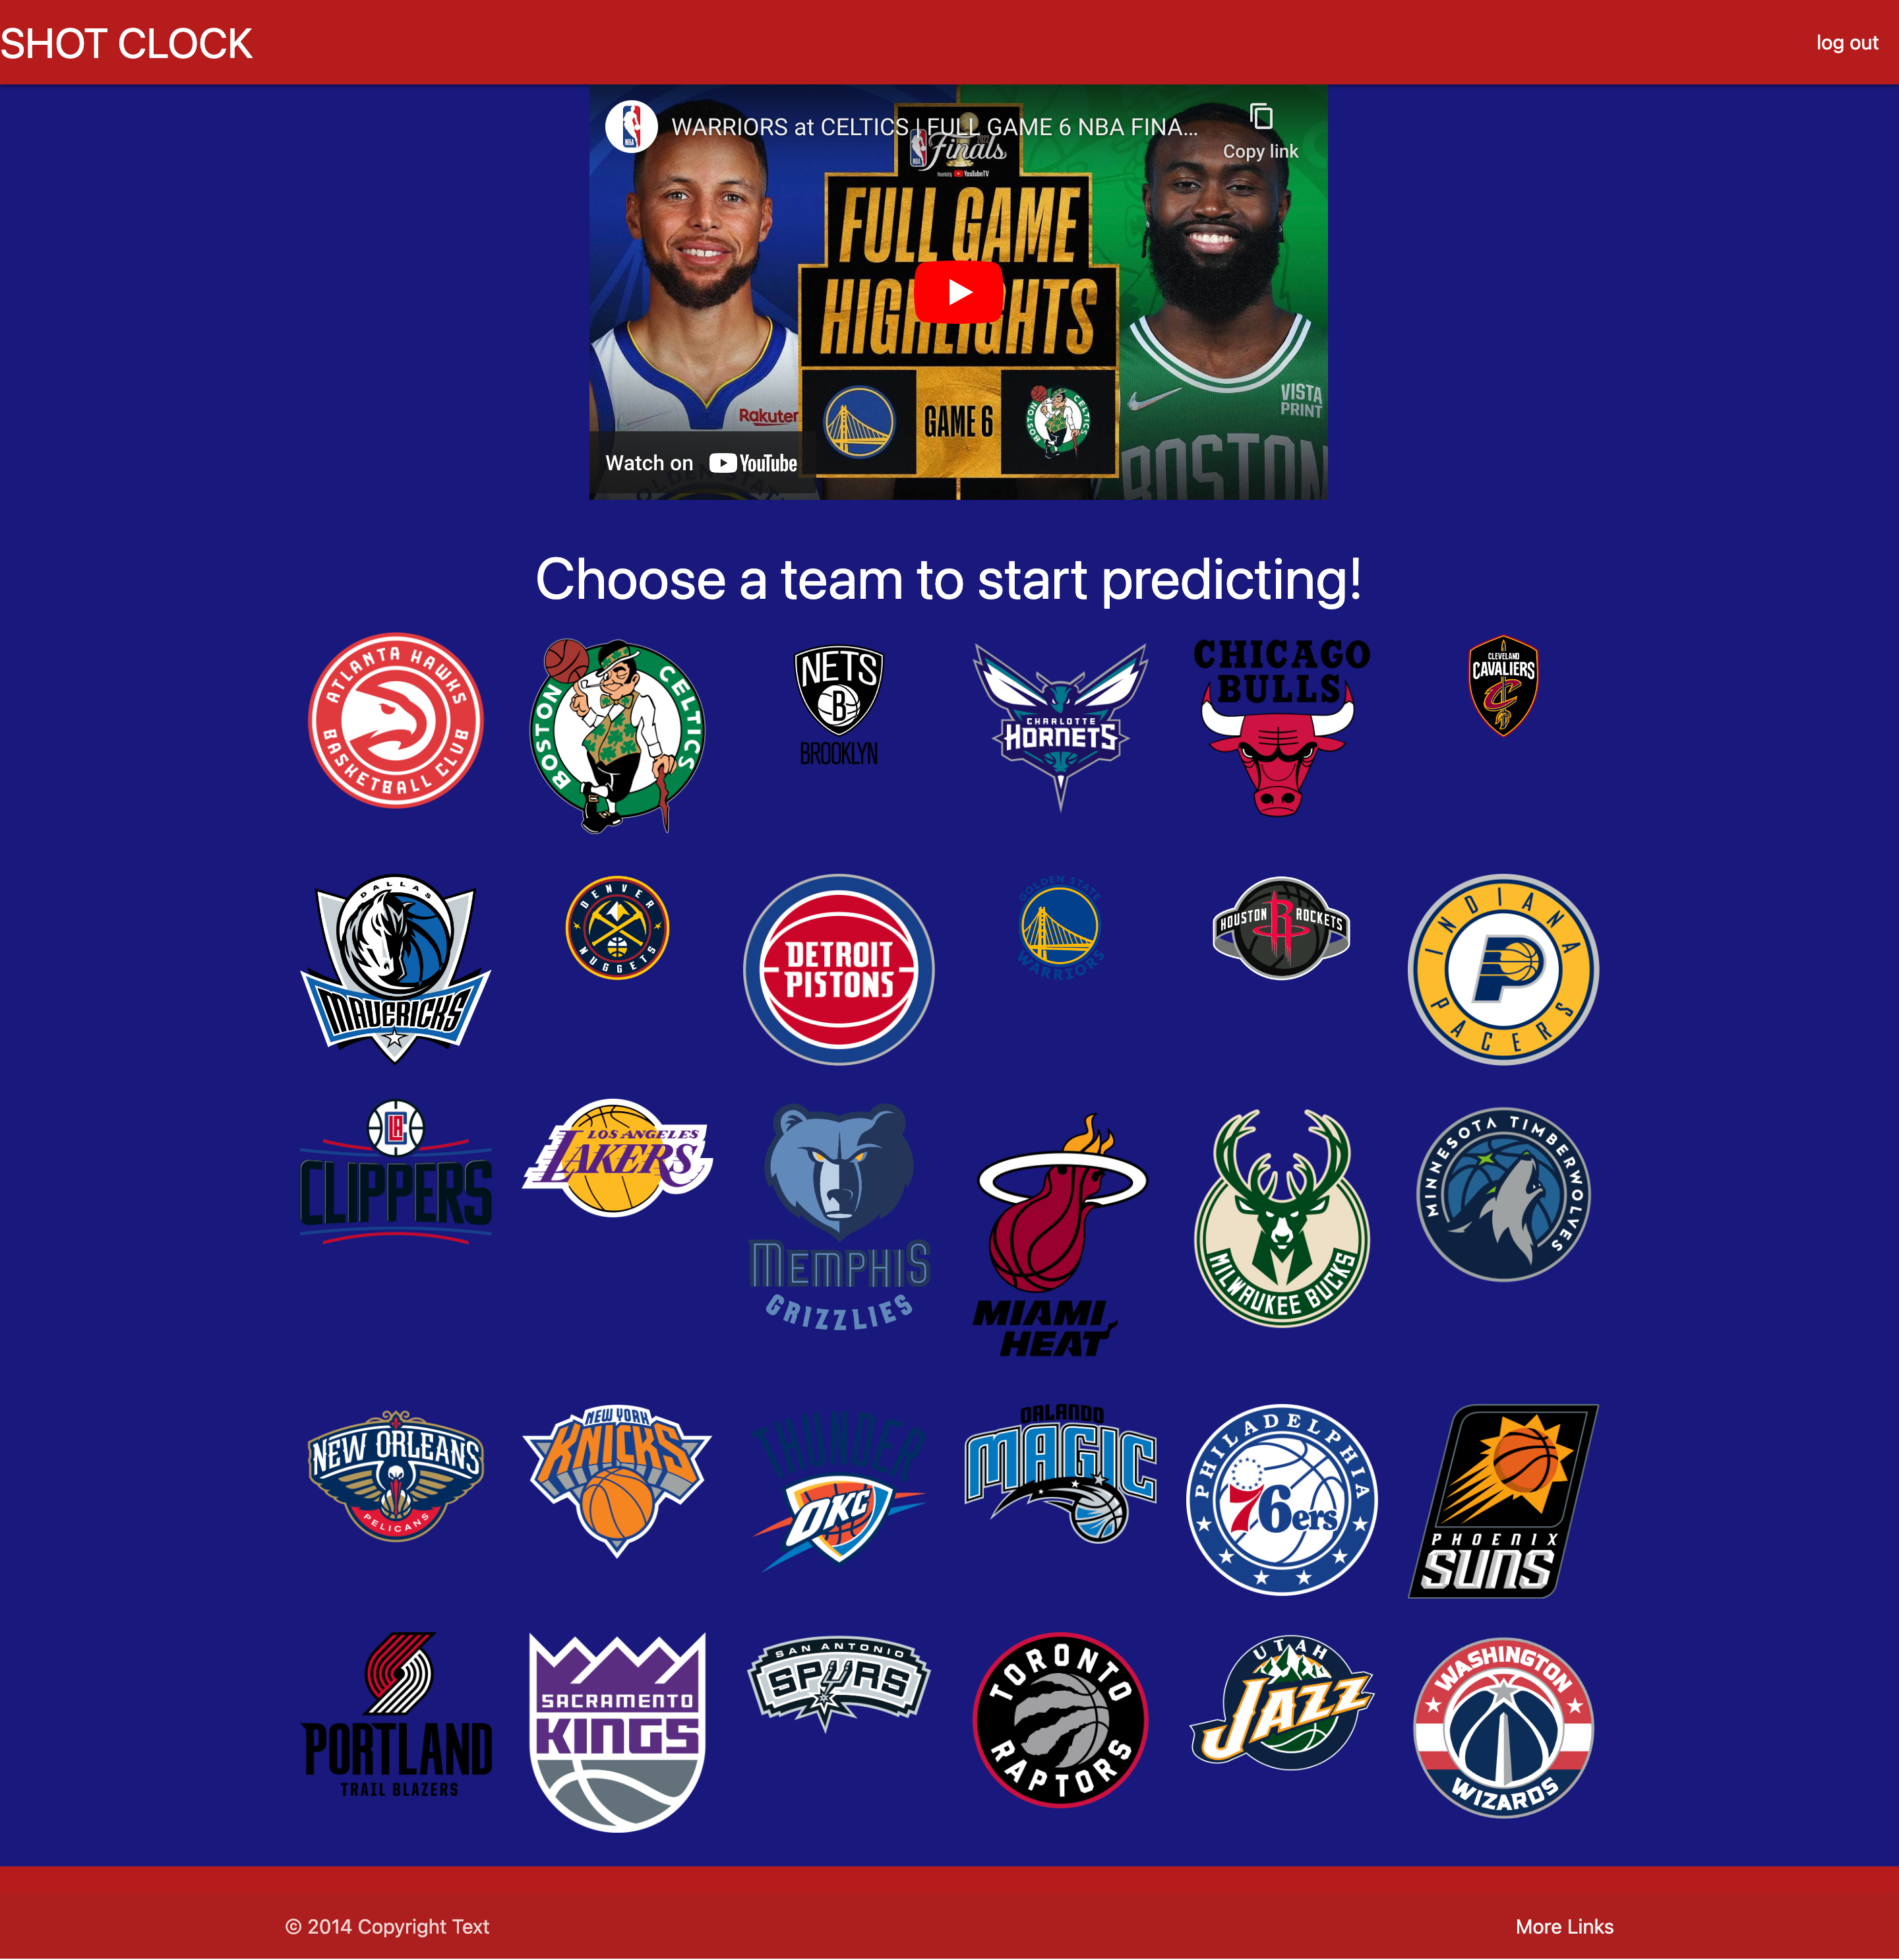 SHOT CLOCK
log out
WARRIORS at CELTICS | FULL GAME 6 NBA FINA...
Copy link
Finals
YouTubeTV
FULL GAME
HIGHLIGHTS
Rakuten
GAME 6
BOSTON CELTICS
VISTA
PRINT
BOSTON
Watch on YouTube
Choose a team to start predicting!
ATLANTA HAWKS
BASKETBALL CLUB
BOSTON CELTICS
NETS
B
BROOKLYN
CHARLOTTE
HORNETS
CHICAGO
BULLS
CLEVELAND
CAVALIERS
C
DALLAS
MAVERICKS
DENVER
NUGGETS
DETROIT
PISTONS
GOLDEN STATE
WARRIORS
HOUSTON R ROCKETS
INDIANA
P
PACERS
LA
CLIPPERS
LOS ANGELES
LAKERS
MEMPHIS
GRIZZLIES
MIAMI
HEAT
MILWAUKEE BUCKS
MINNESOTA TIMBERWOLVES
NEW ORLEANS
PELICANS
NEW YORK
KNICKS
THUNDER
OKC
ORLANDO
MAGIC
PHILADELPHIA
76ers
PHOENIX
SUNS
PORTLAND
TRAIL BLAZERS
SACRAMENTO
KINGS
SAN ANTONIO
SPURS
TORONTO
RAPTORS
UTAH
JAZZ
WASHINGTON
WIZARDS
© 2014 Copyright Text
More Links